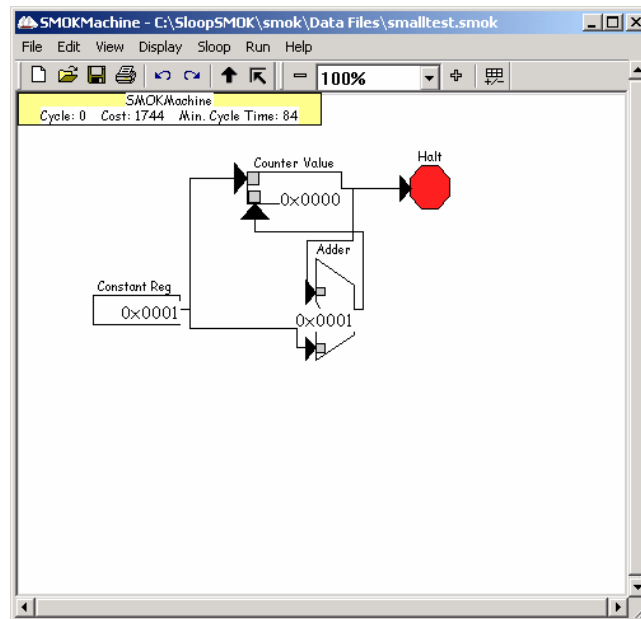 SMOKMachine - C:\SloopSMOK\smok\Data Files\smalltest.smok
File Edit View Display Sloop Run Help
100%
SMOKMachine
Cycle: 0 Cost: 1744 Min. Cycle Time: 84
Counter Value
Halt
0x0000
Adder
Constant Reg
0x0001
0x0001